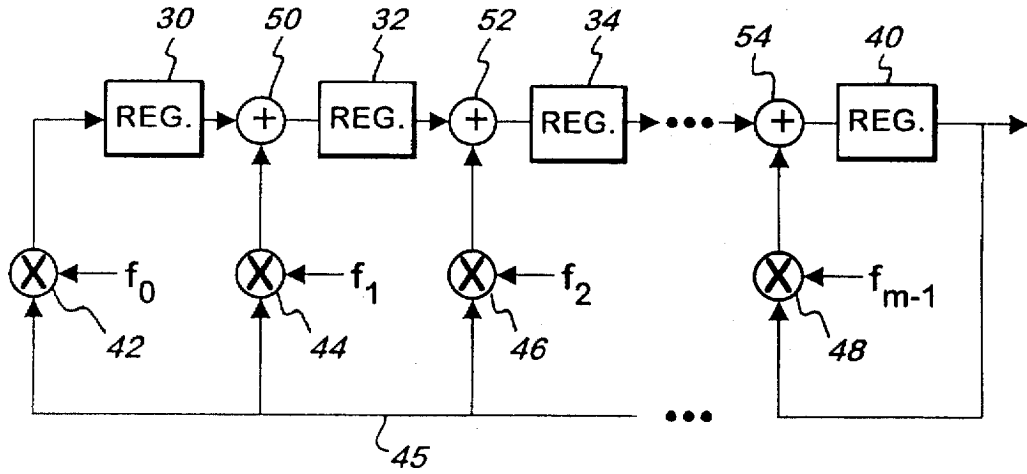 30 50 32 52 34 54 40
REG. + REG. + REG. ••• + REG.
X f0 X f1 X f2 X fm-1
42 44 46 48
•••
45